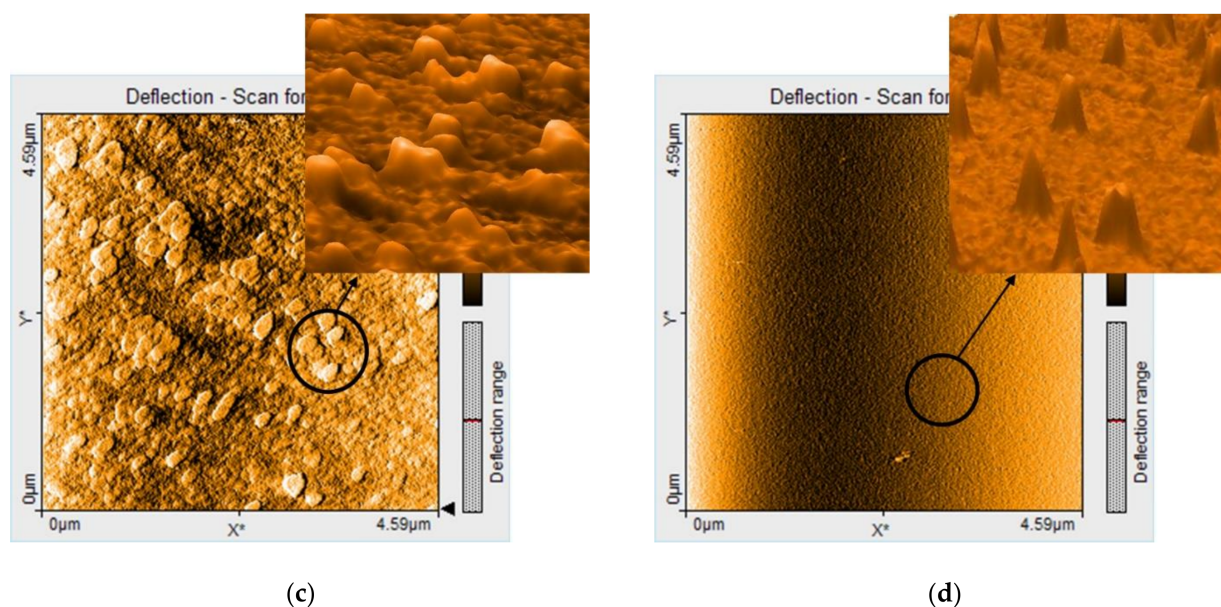 Deflection - Scan for
4.59µm
Y*
0µm
0µm
X*
4.59µm
Deflection range
(c)
Deflection - Scan for
4.59µm
Y*
0µm
0µm
X*
4.59µm
Deflection range
(d)